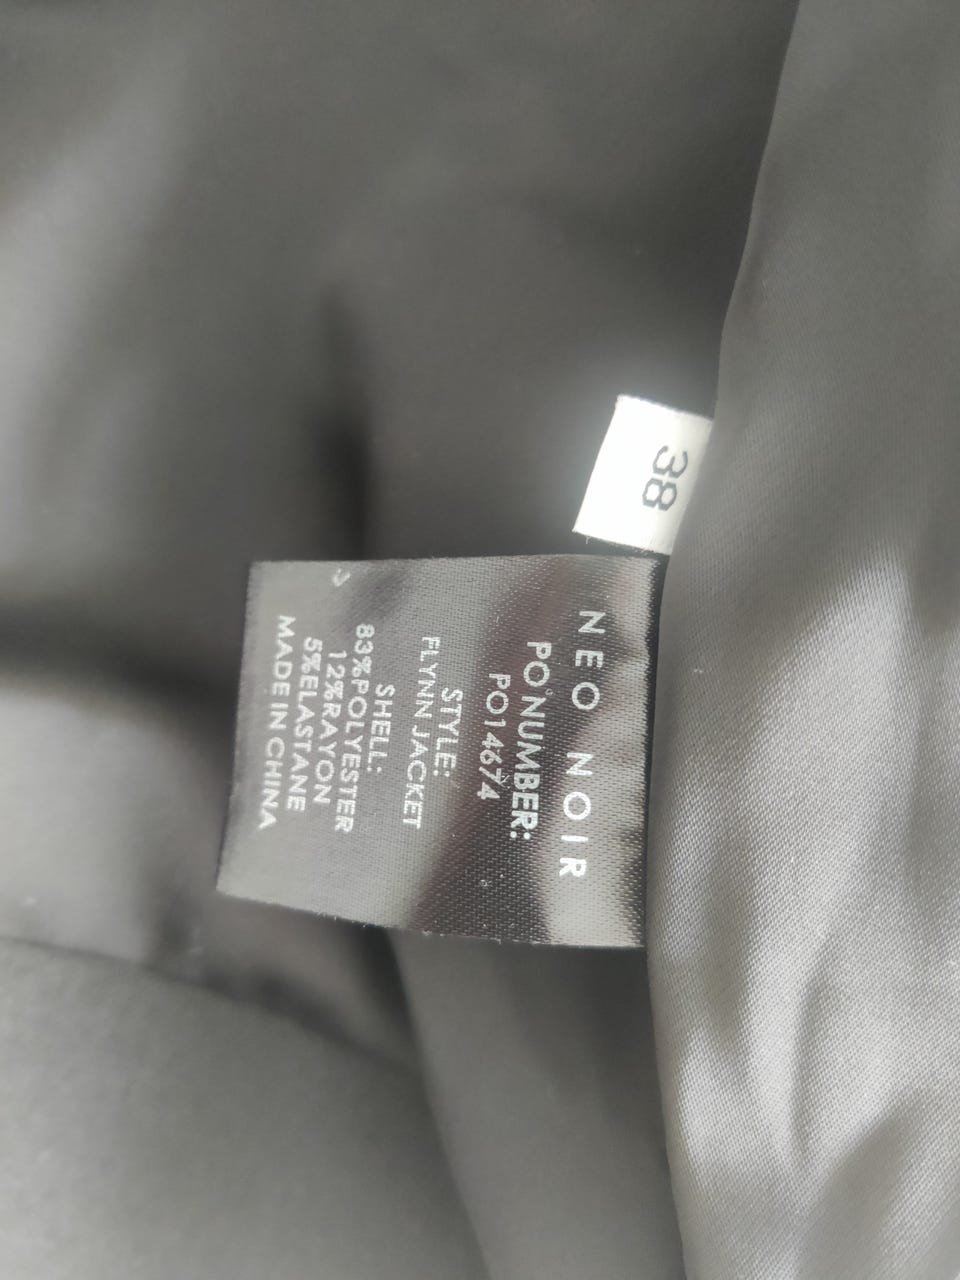 38
NEO NOIR
PO NUMBER:
PO14674
STYLE:
FLYNN JACKET
SHELL:
83%POLYESTER
12%RAYON
5%ELASTANE
MADE IN CHINA